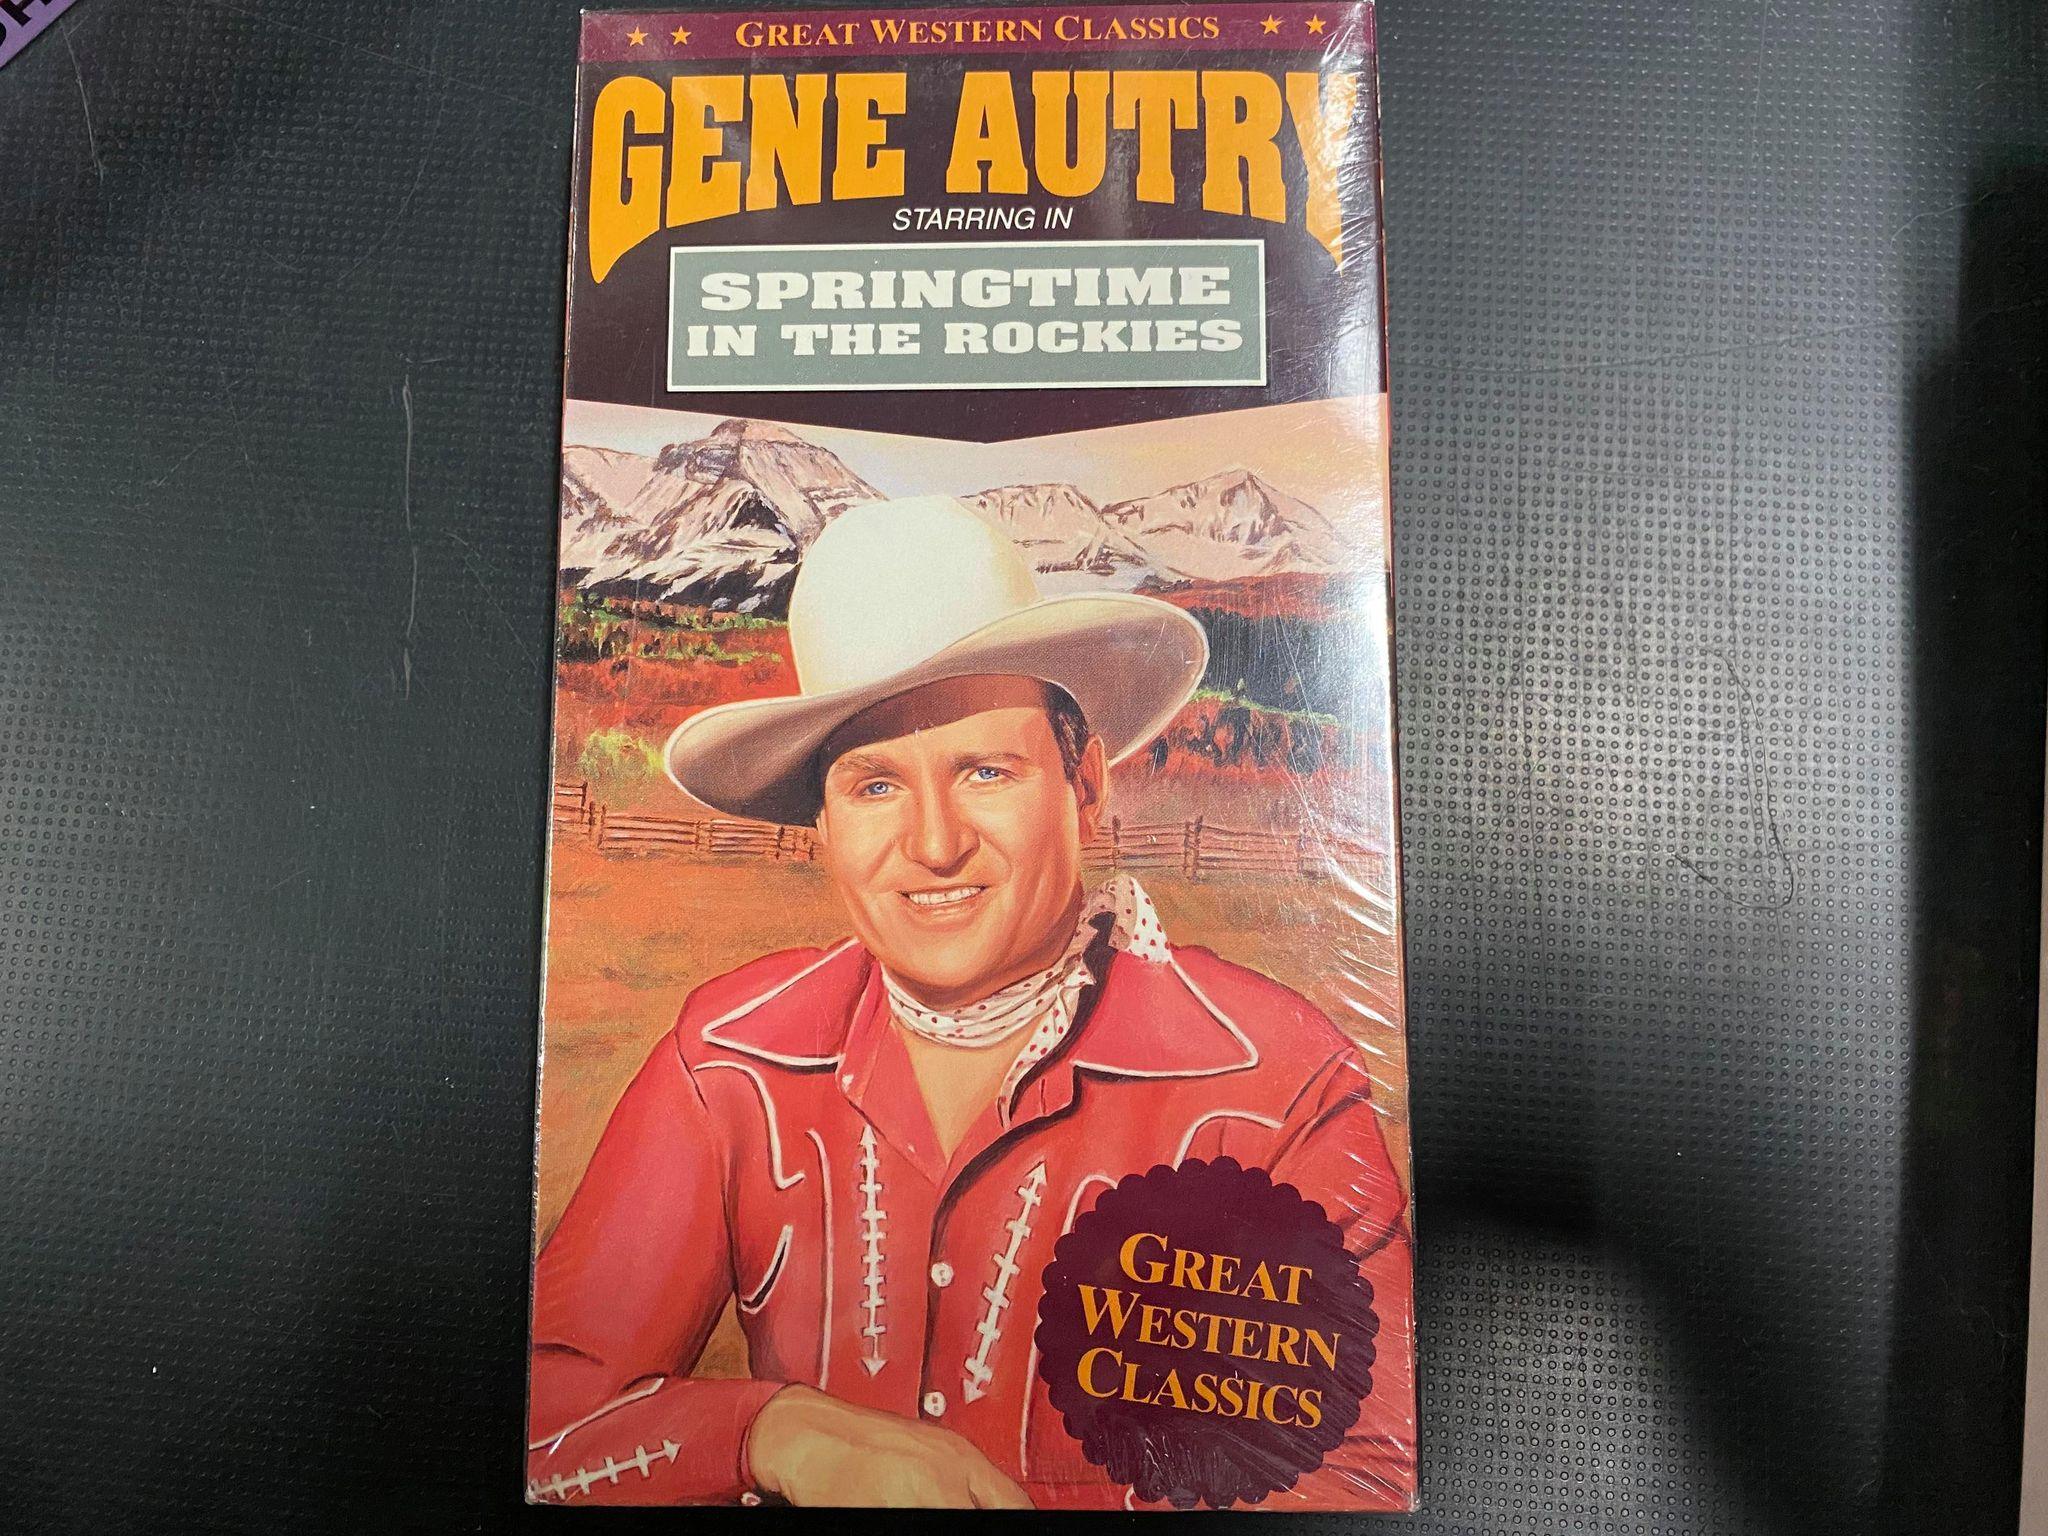 ★ ★ GREAT WESTERN CLASSICS ★ ★
GENE AUTRY
STARRING IN
SPRINGTIME
IN THE ROCKIES
GREAT
WESTERN
CLASSICS